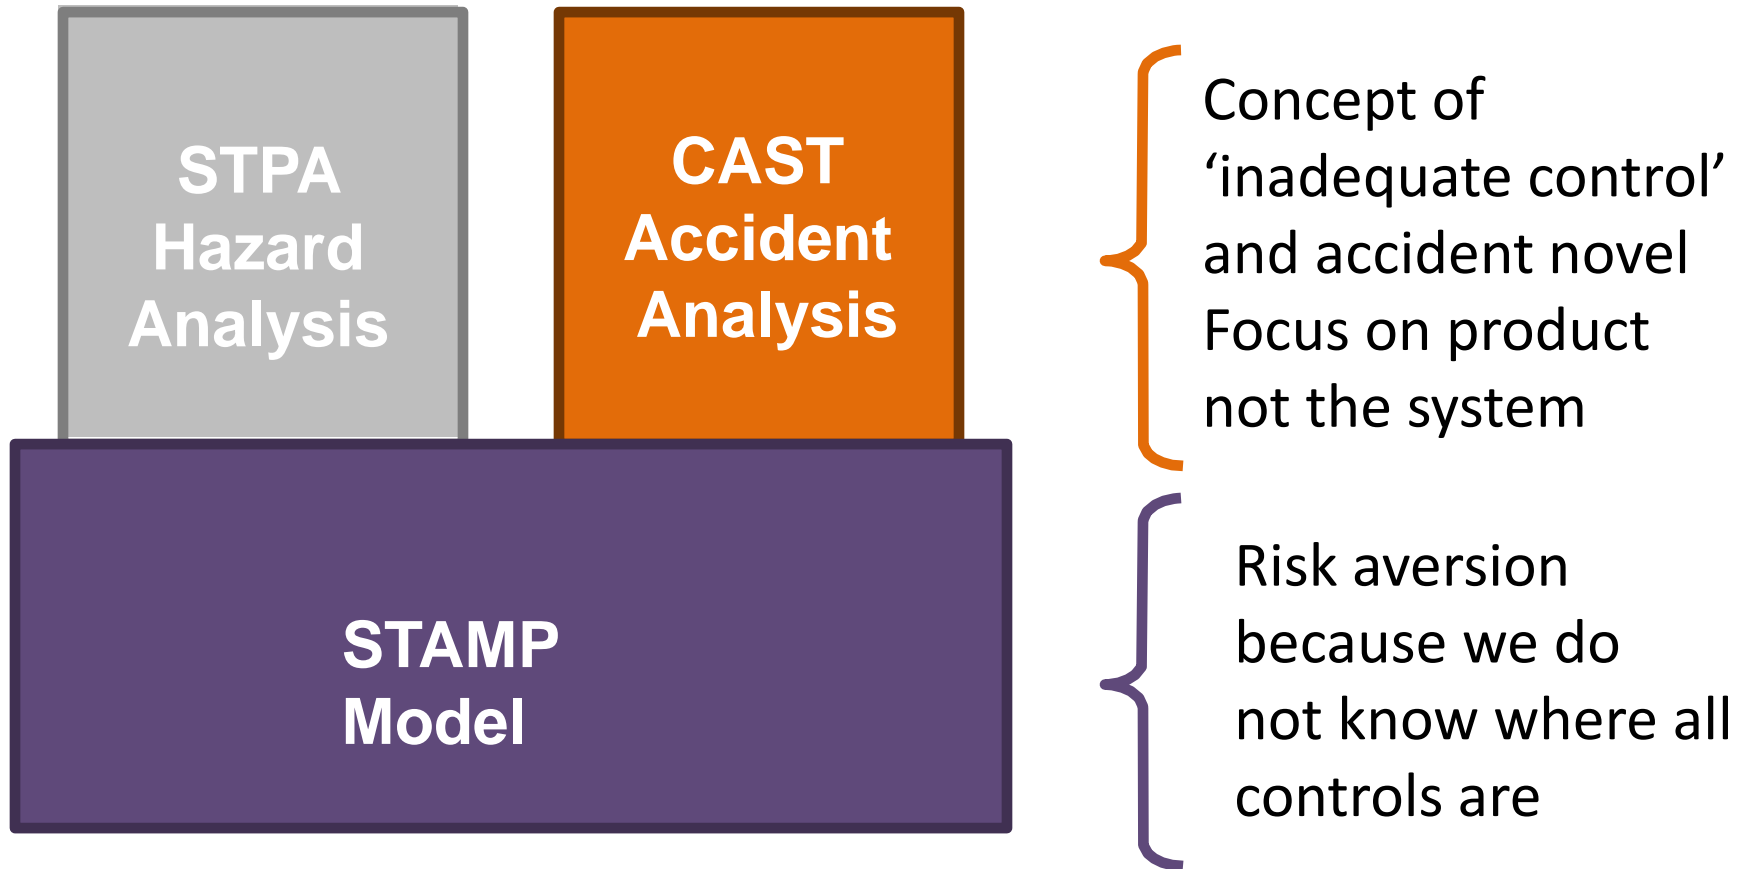 STPA
Hazard
Analysis
CAST
Accident
Analysis
STAMP
Model
Concept of
‘inadequate control’
and accident novel
Focus on product
not the system
Risk aversion
because we do
not know where all
controls are